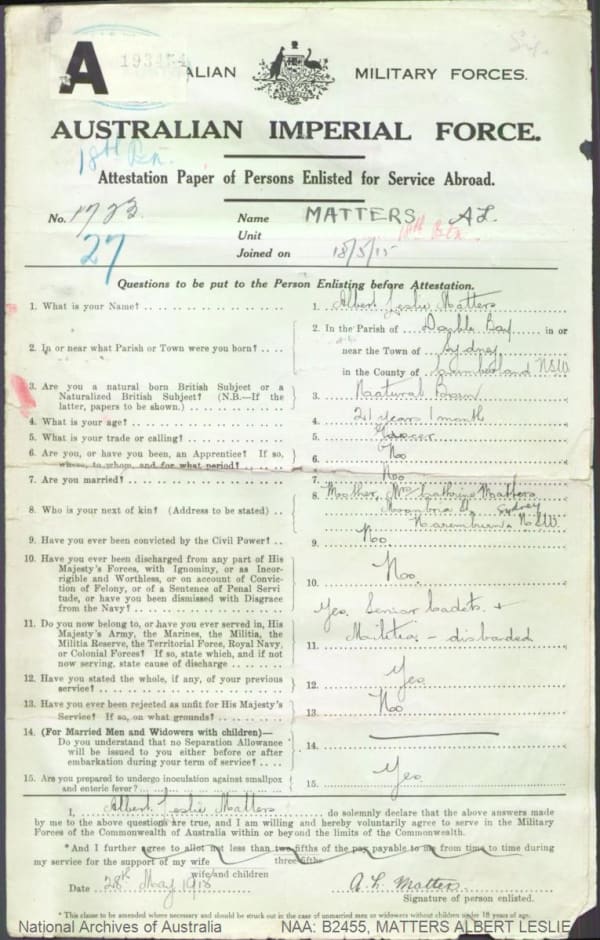 A 193454
ALIAN MILITARY FORCES.
AUSTRALIAN IMPERIAL FORCE.
18th Bn.
Attestation Paper of Persons Enlisted for Service Abroad.
No. 1723 Name MATTERS, A L.
27 Unit 18th Btn.
Joined on 18/5/15
Questions to be put to the Person Enlisting before Attestation.
1. What is your Name? 1. Albert Leslie Matters
2. In or near what Parish or Town were you born? 2. In the Parish of Double Bay in or
near the Town of Sydney
in the County of Cumberland NSW
3. Are you a natural born British Subject or a
Naturalized British Subject? (N.B.—If the
latter, papers to be shown.) 3. Natural Born
4. What is your age? 4. 21 years 1 month
5. What is your trade or calling? 5. Grocer
6. Are you, or have you been, an Apprentice? If so,
where, to whom, and for what period? 6. No
7. Are you married? 7. No
8. Who is your next of kin? (Address to be stated) 8. Mother, Mrs Cathrine Matters
St. Sydney
Naremburn NSW
9. Have you ever been convicted by the Civil Power? 9. No
10. Have you ever been discharged from any part of His
Majesty's Forces, with Ignominy, or as Incor-
rigible and Worthless, or on account of Convic-
tion of Felony, or of a Sentence of Penal Servi
tude, or have you been dismissed with Disgrace
from the Navy? 10. No.
11. Do you now belong to, or have you ever served in, His
Majesty's Army, the Marines, the Militia, the
Militia Reserve, the Territorial Force, Royal Navy,
or Colonial Forces? If so, state which, and if not
now serving, state cause of discharge 11. Yes. Senior Cadets +
Militia - disbanded
12. Have you stated the whole, if any, of your previous
service? 12. Yes
13. Have you ever been rejected as unfit for His Majesty's
Service? If so, on what grounds? 13. No
14. (For Married Men and Widowers with children)—
Do you understand that no Separation Allowance
will be issued to you either before or after
embarkation during your term of service? 14.
15. Are you prepared to undergo inoculation against smallpox
and enteric fever? 15. Yes
I, Albert Leslie Matters do solemnly declare that the above answers made
by me to the above questions are true, and I am willing and hereby voluntarily agree to serve in the Military
Forces of the Commonwealth of Australia within or beyond the limits of the Commonwealth.
*And I further agree to allot not less than two-fifths of the pay payable to me from time to time during
my service for the support of my wife three-fifths
wife and children
Date 28th May 1915 A. L. Matters
Signature of person enlisted.
* This clause to be amended where necessary and should be struck out in the case of unmarried men or widowers without children under 18 years of age.
National Archives of Australia NAA: B2455, MATTERS ALBERT LESLIE